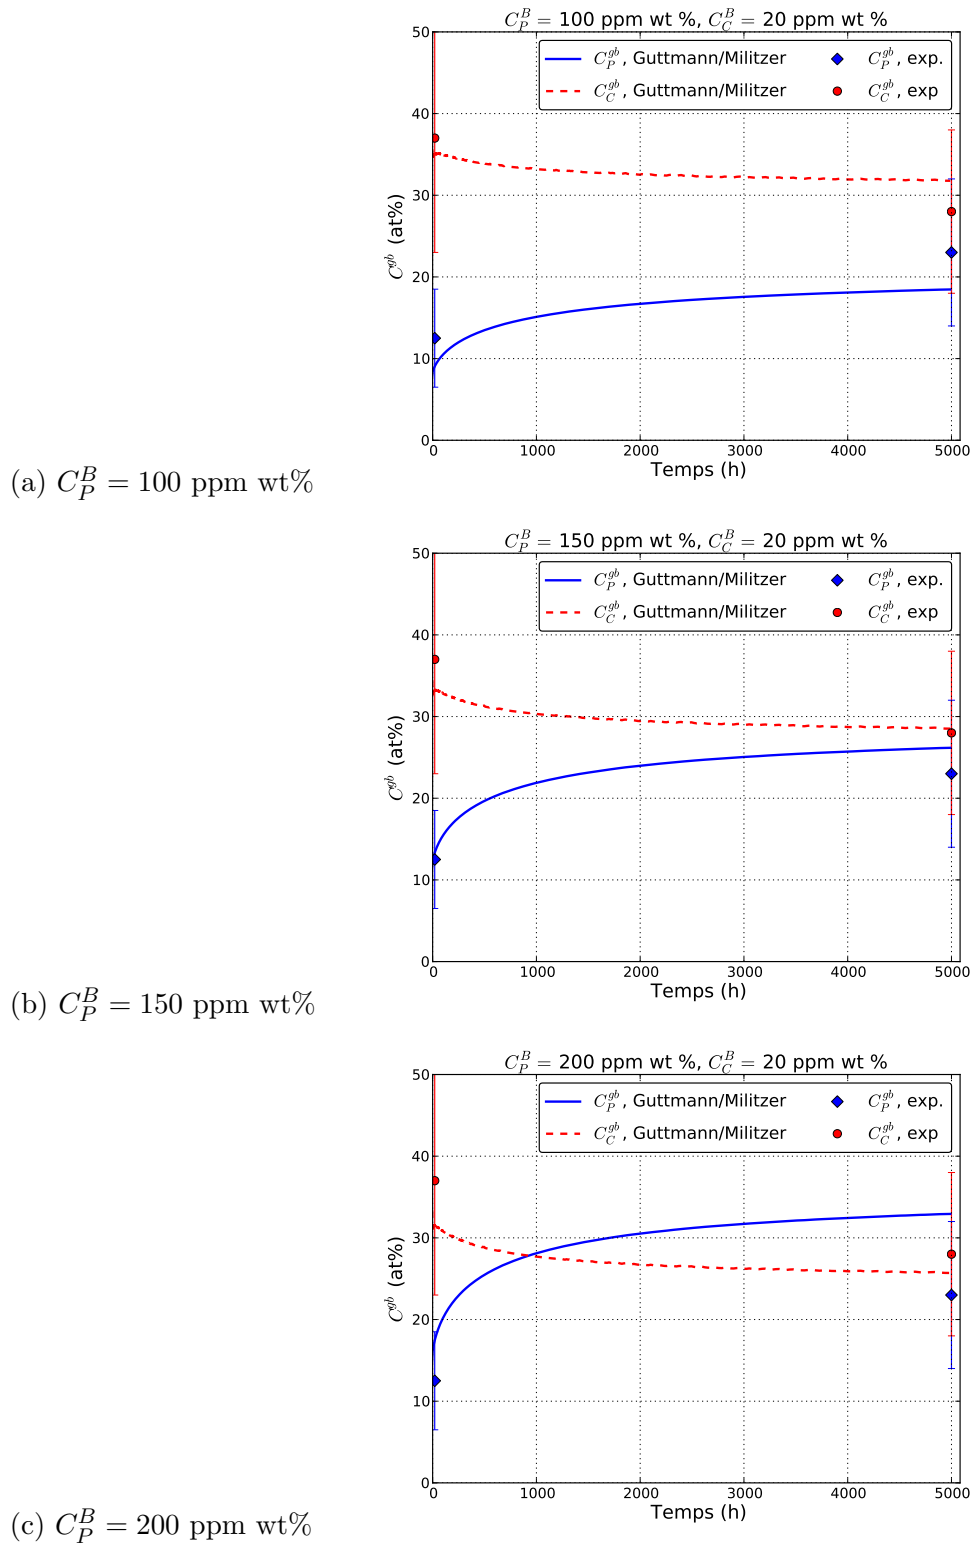 C_P^B = 100 ppm wt %, C_C^B = 20 ppm wt %
50
C_P^{gb}, Guttmann/Militzer
C_P^{gb}, exp.
C_C^{gb}, Guttmann/Militzer
C_C^{gb}, exp
40
30
C^{gb} (at%)
20
10
0
0 1000 2000 3000 4000 5000
Temps (h)
(a) C_P^B = 100 ppm wt%
C_P^B = 150 ppm wt %, C_C^B = 20 ppm wt %
50
C_P^{gb}, Guttmann/Militzer
C_P^{gb}, exp.
C_C^{gb}, Guttmann/Militzer
C_C^{gb}, exp
40
30
C^{gb} (at%)
20
10
0
0 1000 2000 3000 4000 5000
Temps (h)
(b) C_P^B = 150 ppm wt%
C_P^B = 200 ppm wt %, C_C^B = 20 ppm wt %
50
C_P^{gb}, Guttmann/Militzer
C_P^{gb}, exp.
C_C^{gb}, Guttmann/Militzer
C_C^{gb}, exp
40
30
C^{gb} (at%)
20
10
0
0 1000 2000 3000 4000 5000
Temps (h)
(c) C_P^B = 200 ppm wt%